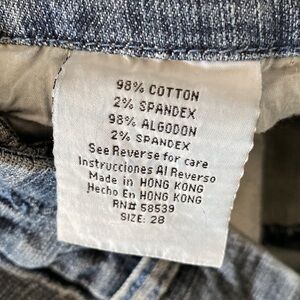 98% COTTON
2% SPANDEX
98% ALGODON
2% SPANDEX
See Reverse for care
Instrucciones Al Reverso
Made in HONG KONG
Hecho En HONG KONG
RN# 58539
SIZE: 28